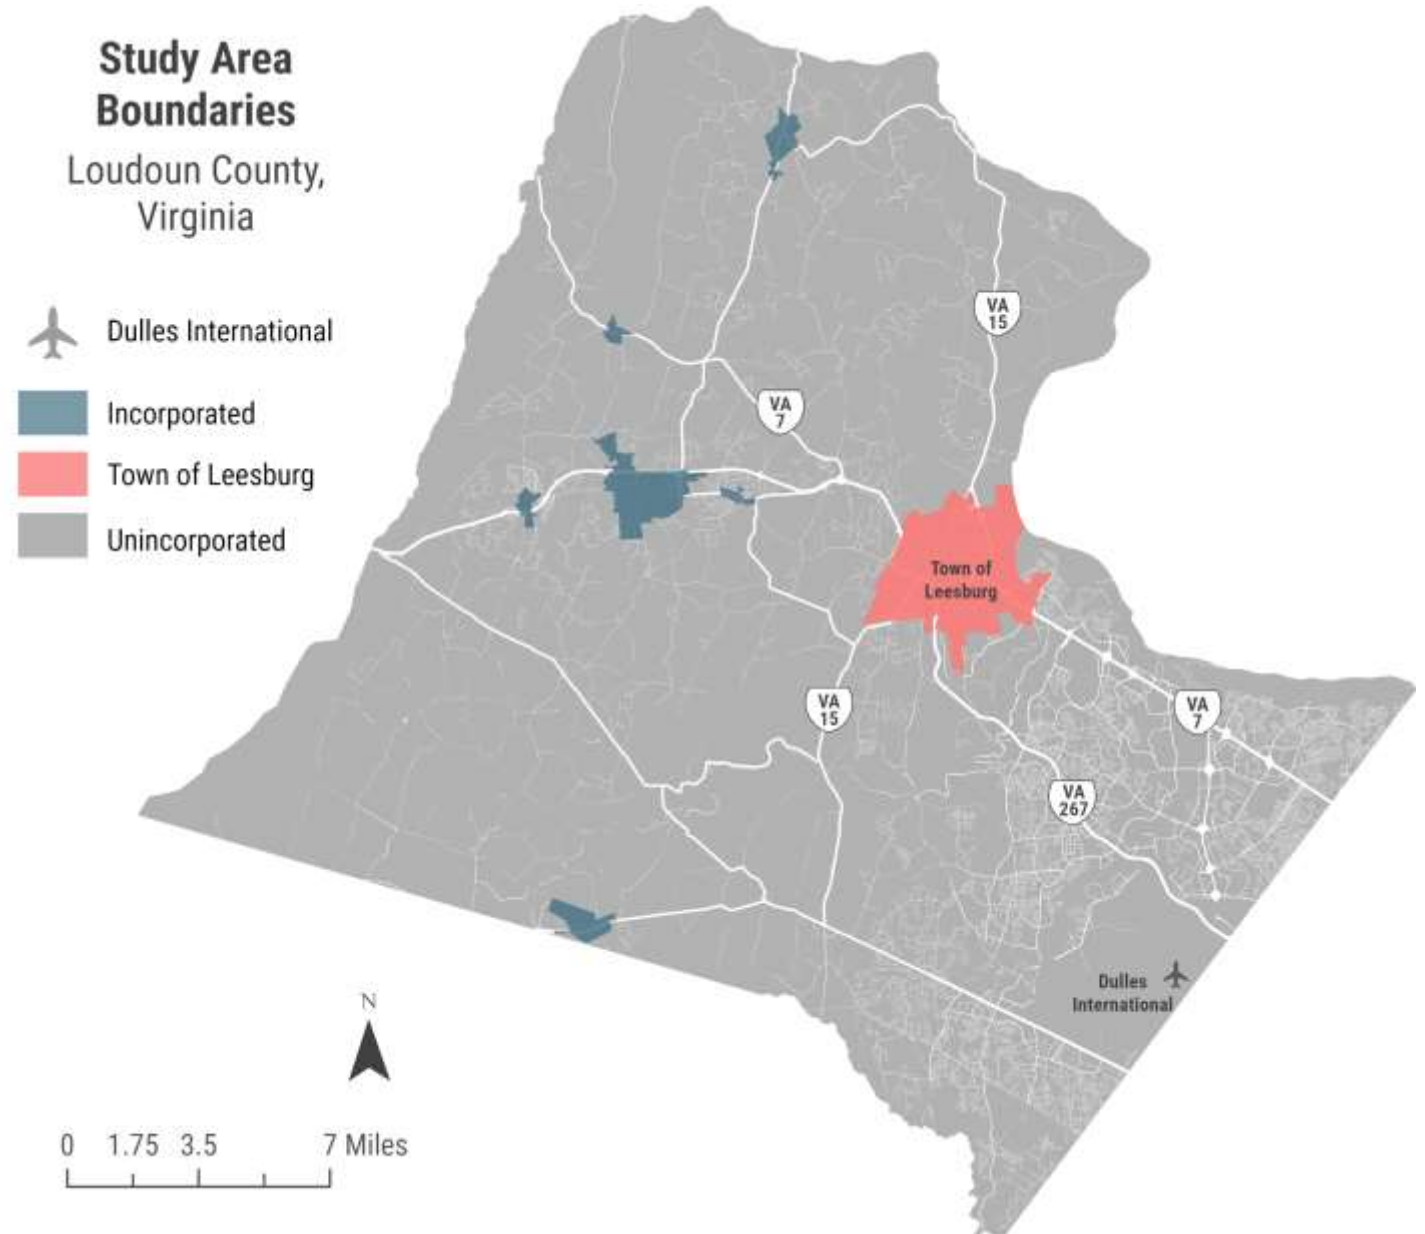 Study Area
Boundaries
Loudoun County,
Virginia
Dulles International
Incorporated
Town of Leesburg
Unincorporated
VA
15
VA
7
Town of
Leesburg
VA
15
VA
7
VA
267
Dulles
International
N
0 1.75 3.5 7 Miles